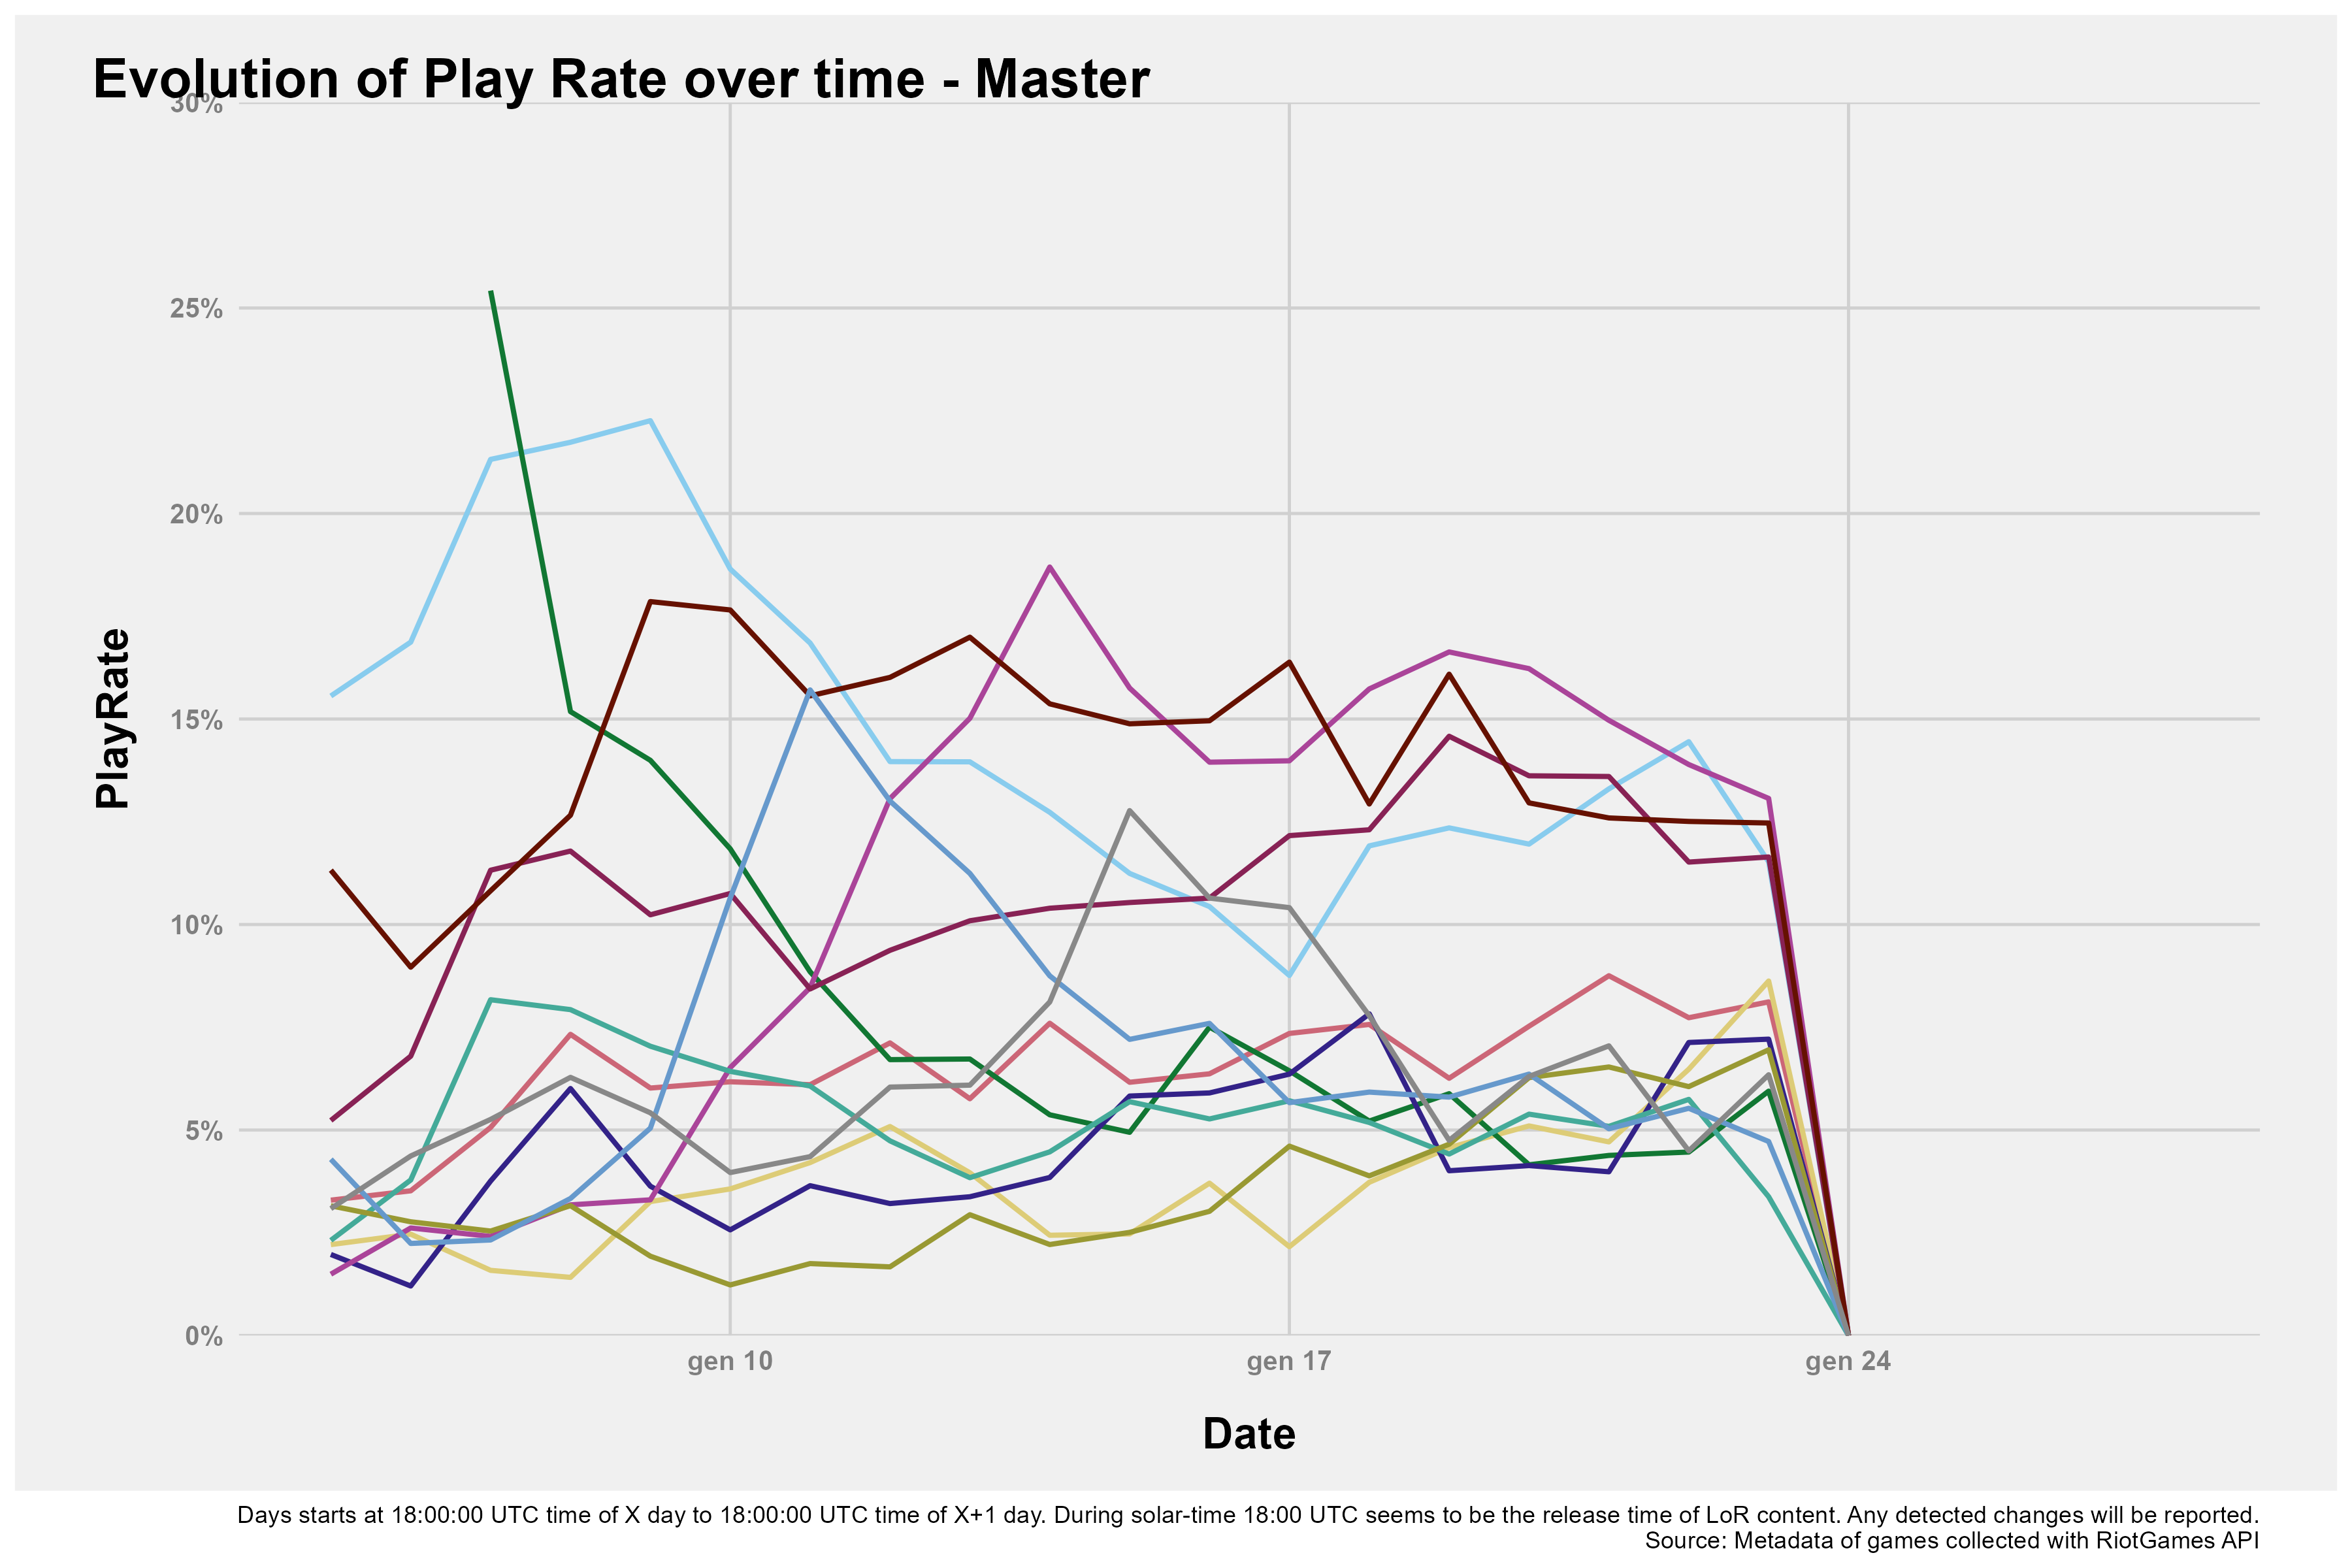 Evolution of Play Rate over time - Master
30%
25%
20%
15%
10%
5%
0%
PlayRate
gen 10
gen 17
gen 24
Date
Days starts at 18:00:00 UTC time of X day to 18:00:00 UTC time of X+1 day. During solar-time 18:00 UTC seems to be the release time of LoR content. Any detected changes will be reported.
Source: Metadata of games collected with RiotGames API